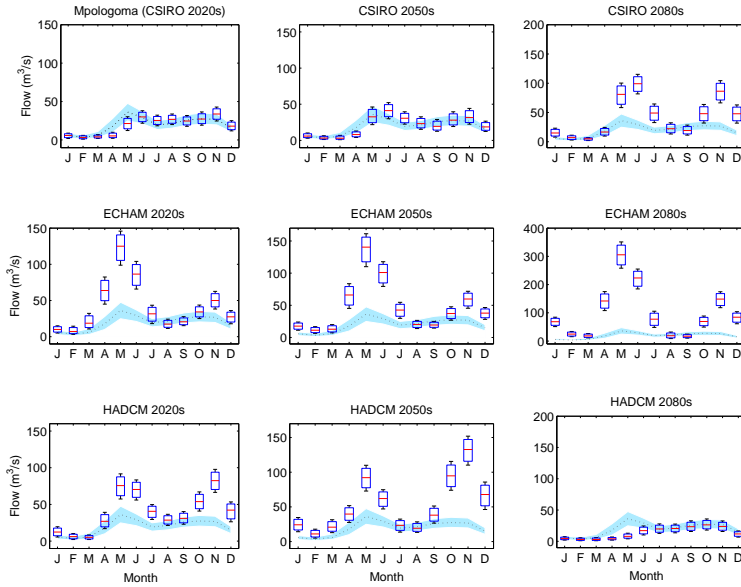 Mpologoma (CSIRO 2020s)
CSIRO 2050s
CSIRO 2080s
Flow (m³/s)
150
100
50
0
J F M A M J J A S O N D
150
100
50
0
J F M A M J J A S O N D
200
150
100
50
0
J F M A M J J A S O N D
ECHAM 2020s
ECHAM 2050s
ECHAM 2080s
Flow (m³/s)
150
100
50
0
J F M A M J J A S O N D
150
100
50
0
J F M A M J J A S O N D
400
300
200
100
0
J F M A M J J A S O N D
HADCM 2020s
HADCM 2050s
HADCM 2080s
Flow (m³/s)
150
100
50
0
J F M A M J J A S O N D
Month
150
100
50
0
J F M A M J J A S O N D
Month
200
150
100
50
0
J F M A M J J A S O N D
Month